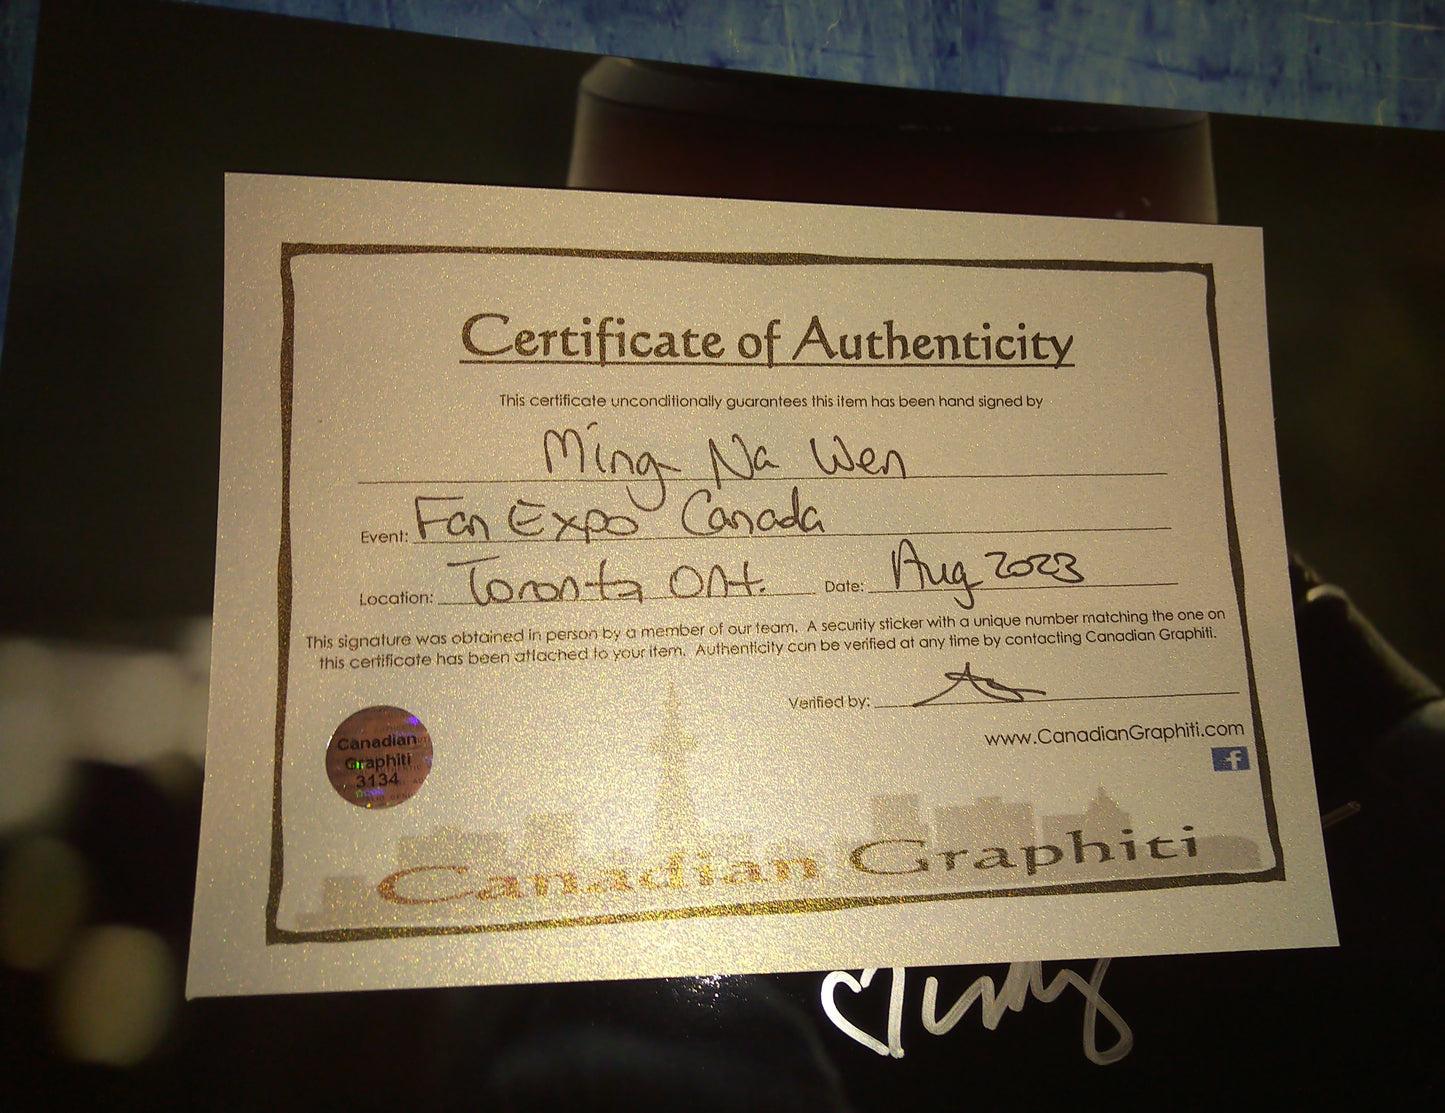 Certificate of Authenticity
This certificate unconditionally guarantees this item has been hand signed by
Ming Na Wen
Event: Fan Expo Canada
Location: Toronto Ont. Date: Aug 2023
This signature was obtained in person by a member of our team. A security sticker with a unique number matching the one on
this certificate has been attached to your item. Authenticity can be verified at any time by contacting Canadian Graphiti.
Verified by:
www.CanadianGraphiti.com
f
Canadian
Graphiti
3134
Canadian Graphiti